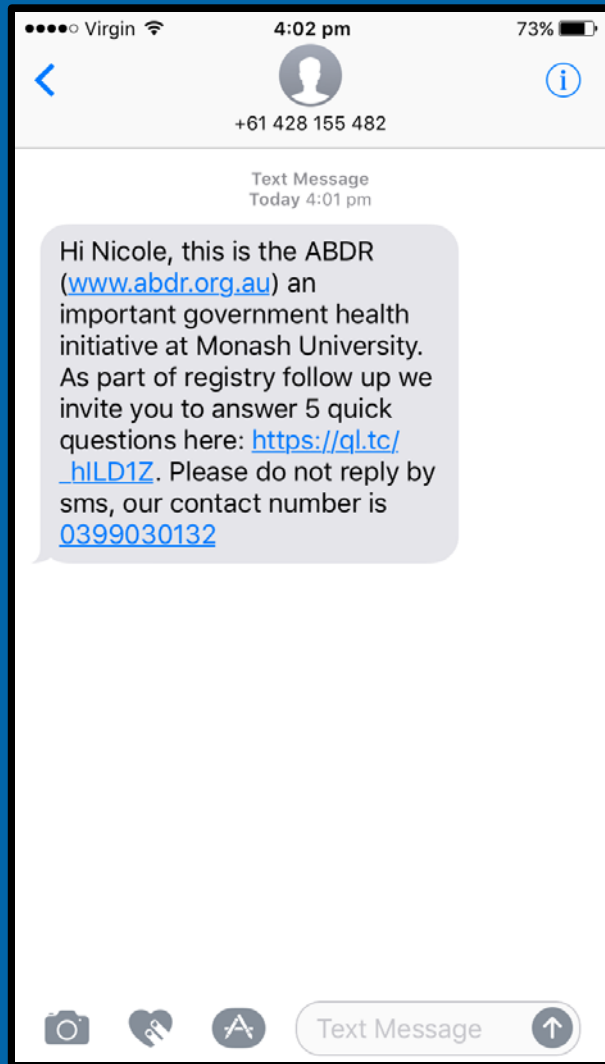 Virgin
4:02 pm
73%
+61 428 155 482
Text Message
Today 4:01 pm
Hi Nicole, this is the ABDR
(www.abdr.org.au) an
important government health
initiative at Monash University.
As part of registry follow up we
invite you to answer 5 quick
questions here: https://ql.tc/
_hILD1Z. Please do not reply by
sms, our contact number is
0399030132
Text Message